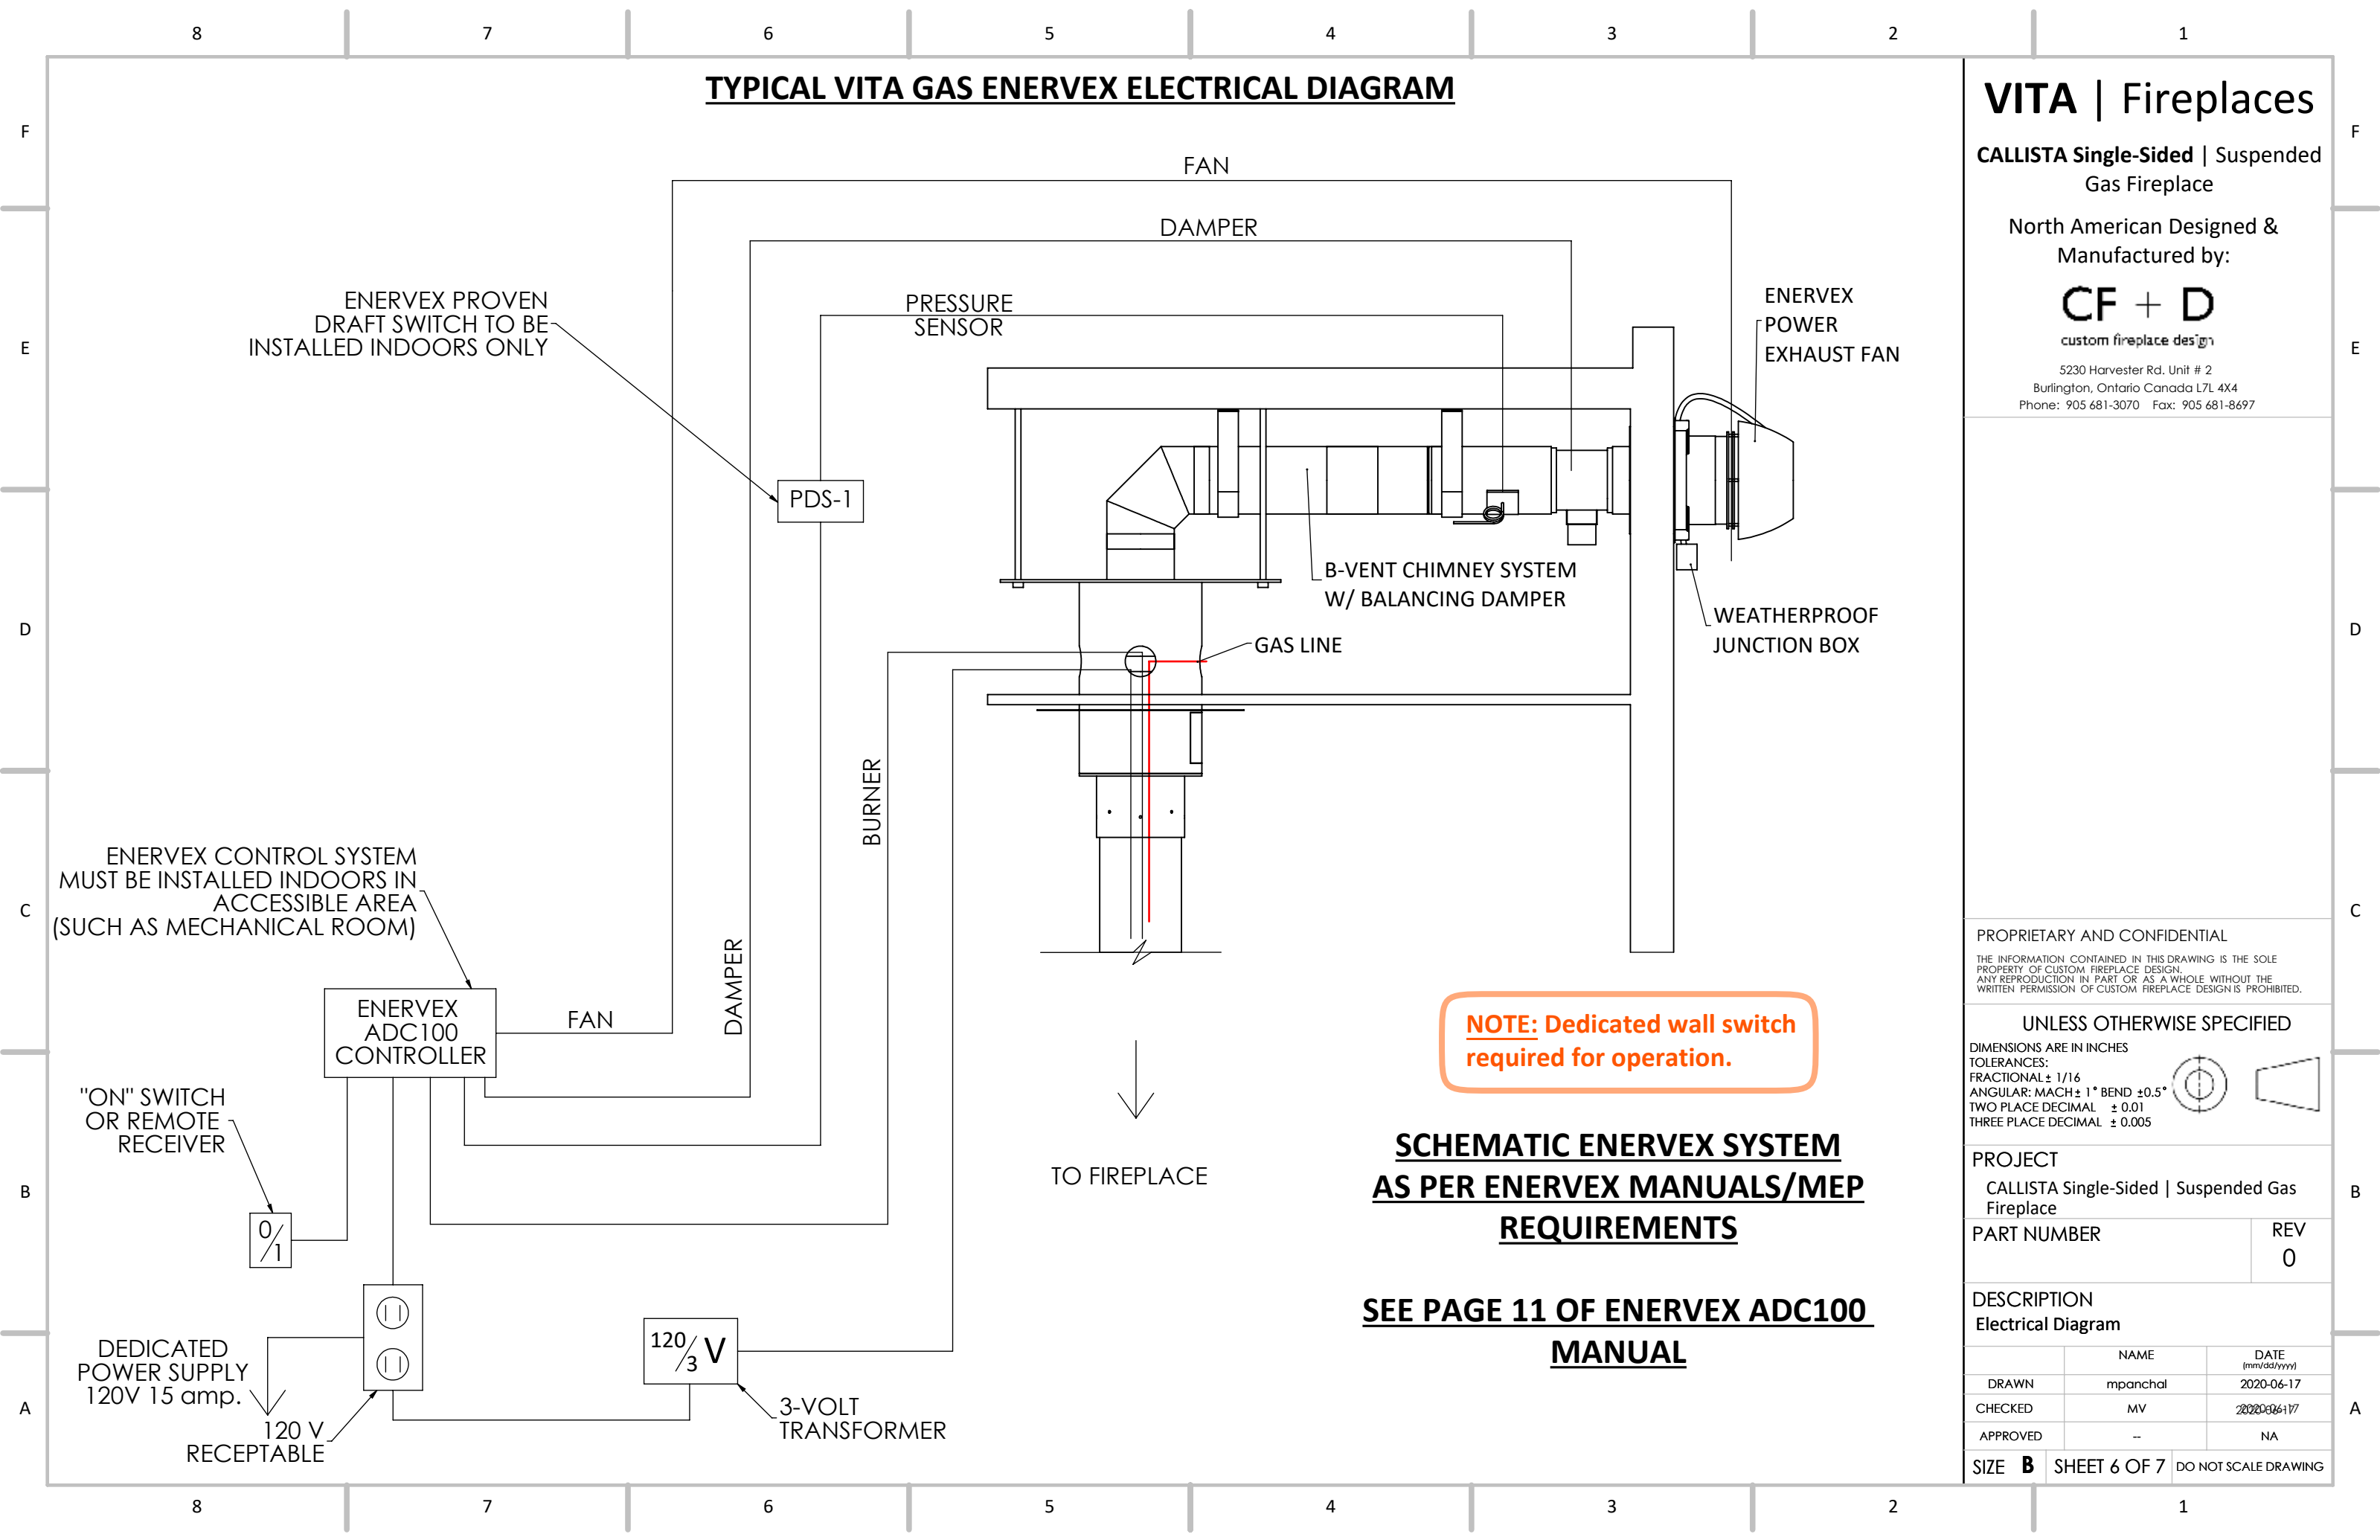 8 7 6 5 4 3 2 1
F
E
D
C
B
A
TYPICAL VITA GAS ENERVEX ELECTRICAL DIAGRAM
FAN
DAMPER
PRESSURE
SENSOR
ENERVEX PROVEN
DRAFT SWITCH TO BE
INSTALLED INDOORS ONLY
ENERVEX
POWER
EXHAUST FAN
PDS-1
B-VENT CHIMNEY SYSTEM
W/ BALANCING DAMPER
WEATHERPROOF
JUNCTION BOX
GAS LINE
BURNER
DAMPER
ENERVEX CONTROL SYSTEM
MUST BE INSTALLED INDOORS IN
ACCESSIBLE AREA
(SUCH AS MECHANICAL ROOM)
ENERVEX
ADC100
CONTROLLER
FAN
"ON" SWITCH
OR REMOTE
RECEIVER
0/1
DEDICATED
POWER SUPPLY
120V 15 amp.
120 V
RECEPTABLE
120/3 V
3-VOLT
TRANSFORMER
TO FIREPLACE
NOTE: Dedicated wall switch
required for operation.
SCHEMATIC ENERVEX SYSTEM
AS PER ENERVEX MANUALS/MEP
REQUIREMENTS
SEE PAGE 11 OF ENERVEX ADC100
MANUAL
VITA | Fireplaces
CALLISTA Single-Sided | Suspended
Gas Fireplace
North American Designed &
Manufactured by:
CF + D
custom fireplace design
5230 Harvester Rd. Unit # 2
Burlington, Ontario Canada L7L 4X4
Phone: 905 681-3070 Fax: 905 681-8697
PROPRIETARY AND CONFIDENTIAL
THE INFORMATION CONTAINED IN THIS DRAWING IS THE SOLE
PROPERTY OF CUSTOM FIREPLACE DESIGN.
ANY REPRODUCTION IN PART OR AS A WHOLE WITHOUT THE
WRITTEN PERMISSION OF CUSTOM FIREPLACE DESIGN IS PROHIBITED.
UNLESS OTHERWISE SPECIFIED
DIMENSIONS ARE IN INCHES
TOLERANCES:
FRACTIONAL± 1/16
ANGULAR: MACH± 1° BEND ±0.5°
TWO PLACE DECIMAL ± 0.01
THREE PLACE DECIMAL ± 0.005
PROJECT
CALLISTA Single-Sided | Suspended Gas
Fireplace
PART NUMBER
REV
0
DESCRIPTION
Electrical Diagram
NAME DATE
(mm/dd/yyyy)
DRAWN mpanchal 2020-06-17
CHECKED MV 2020-06-17
APPROVED -- NA
SIZE B SHEET 6 OF 7 DO NOT SCALE DRAWING
F
E
D
C
B
A
8 7 6 5 4 3 2 1